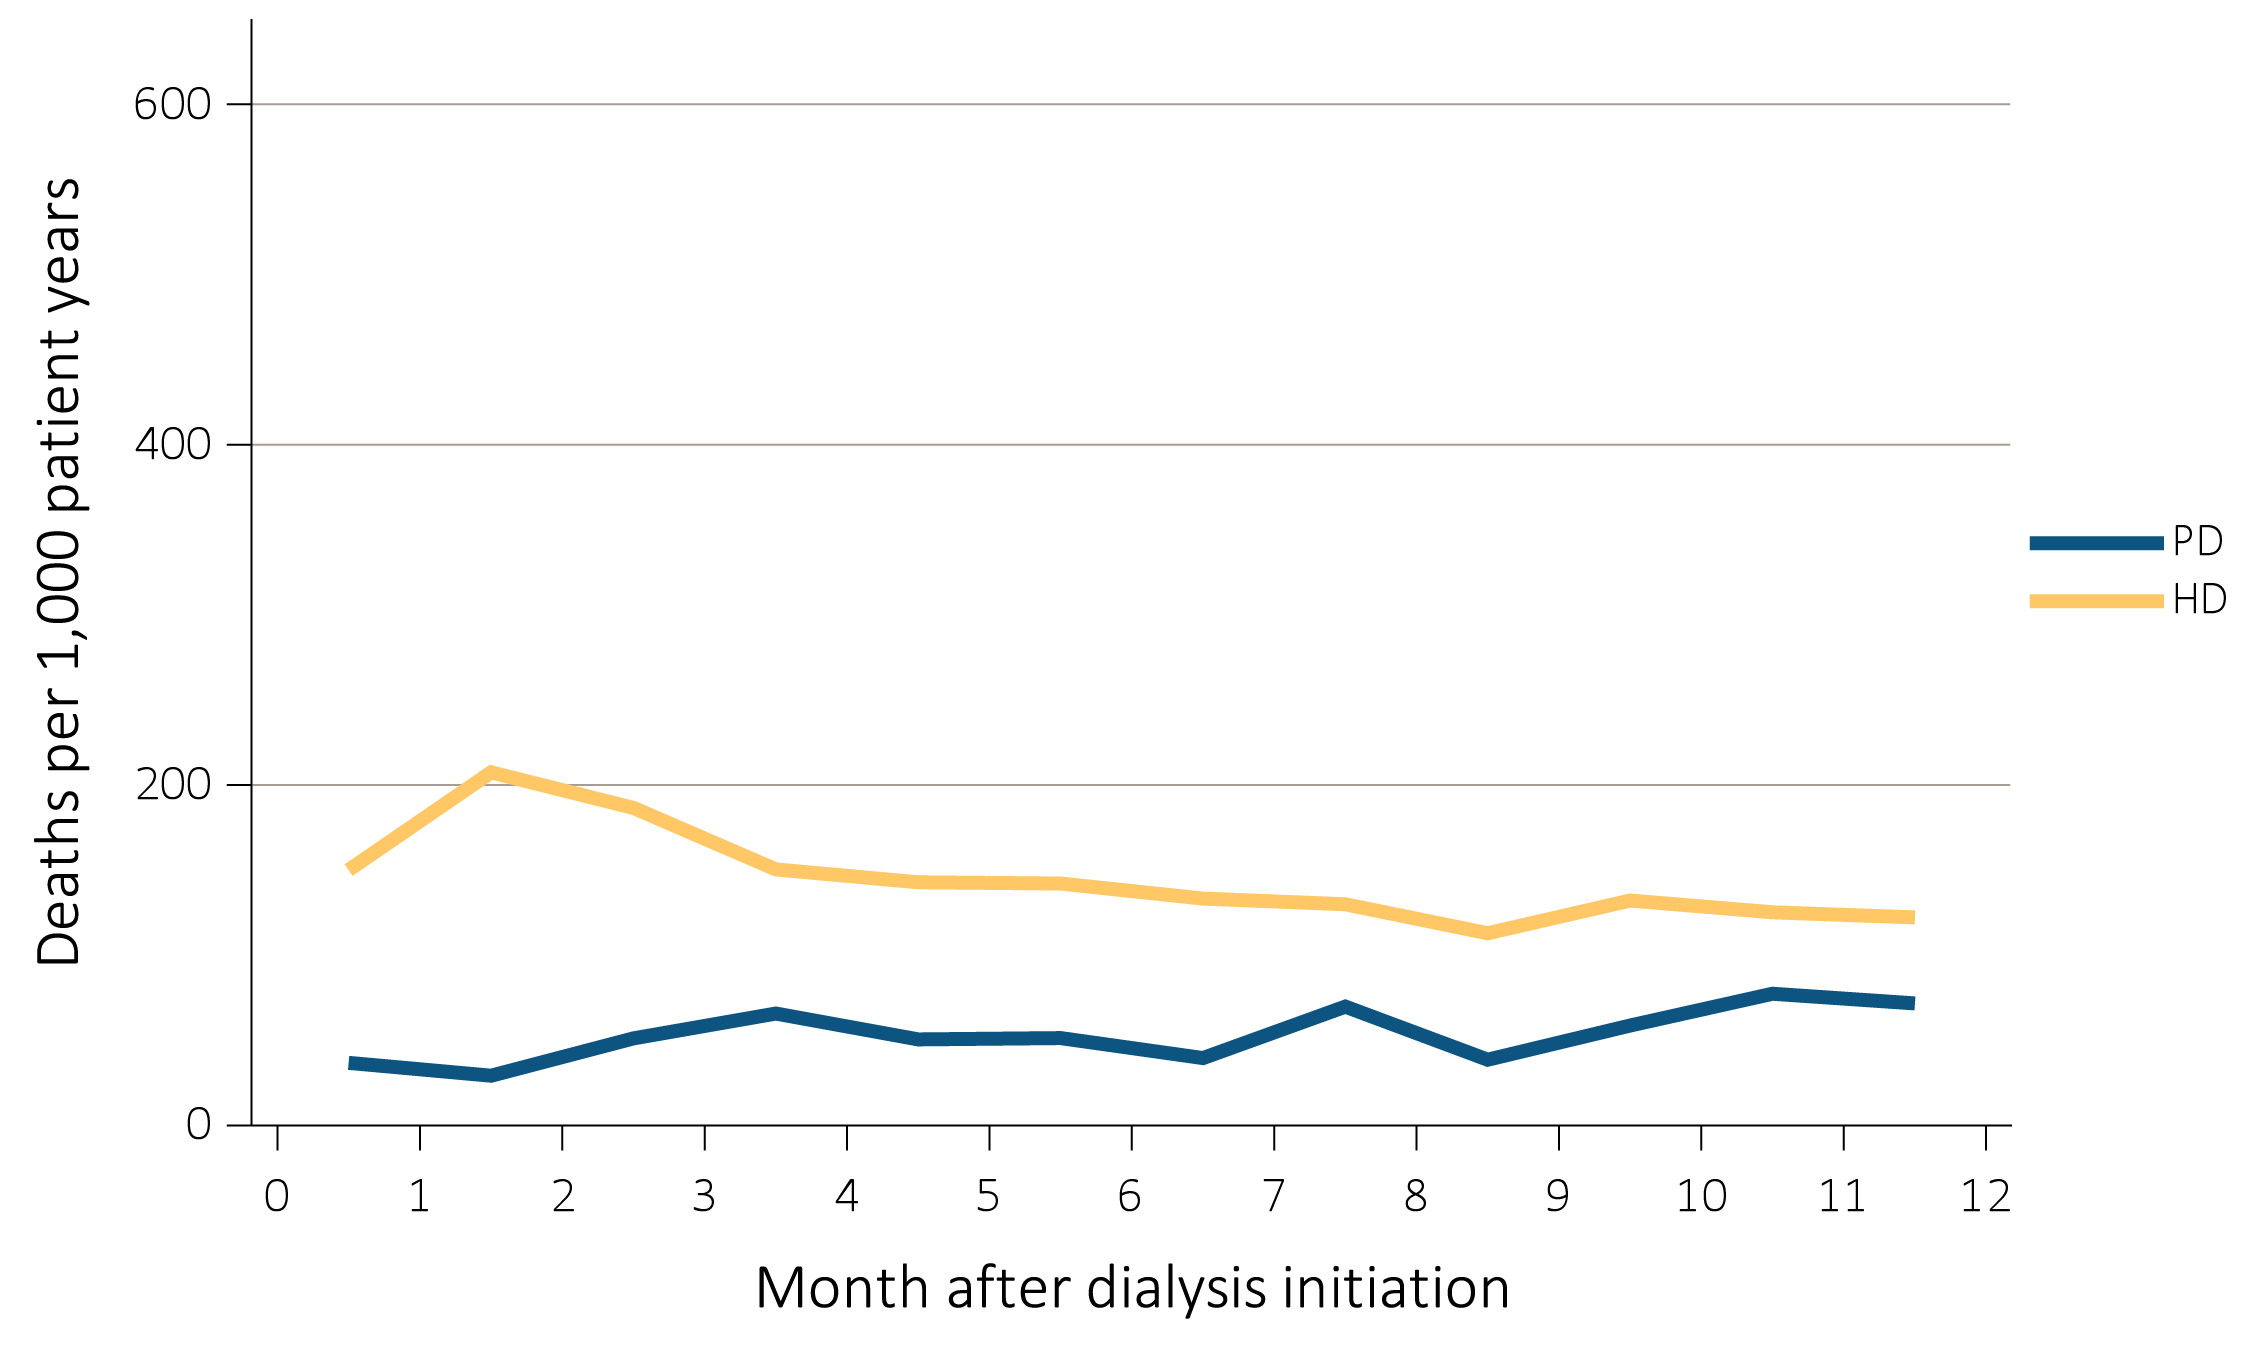 Deaths per 1,000 patient years
600
400
200
0
0 1 2 3 4 5 6 7 8 9 10 11 12
Month after dialysis initiation
PD
HD